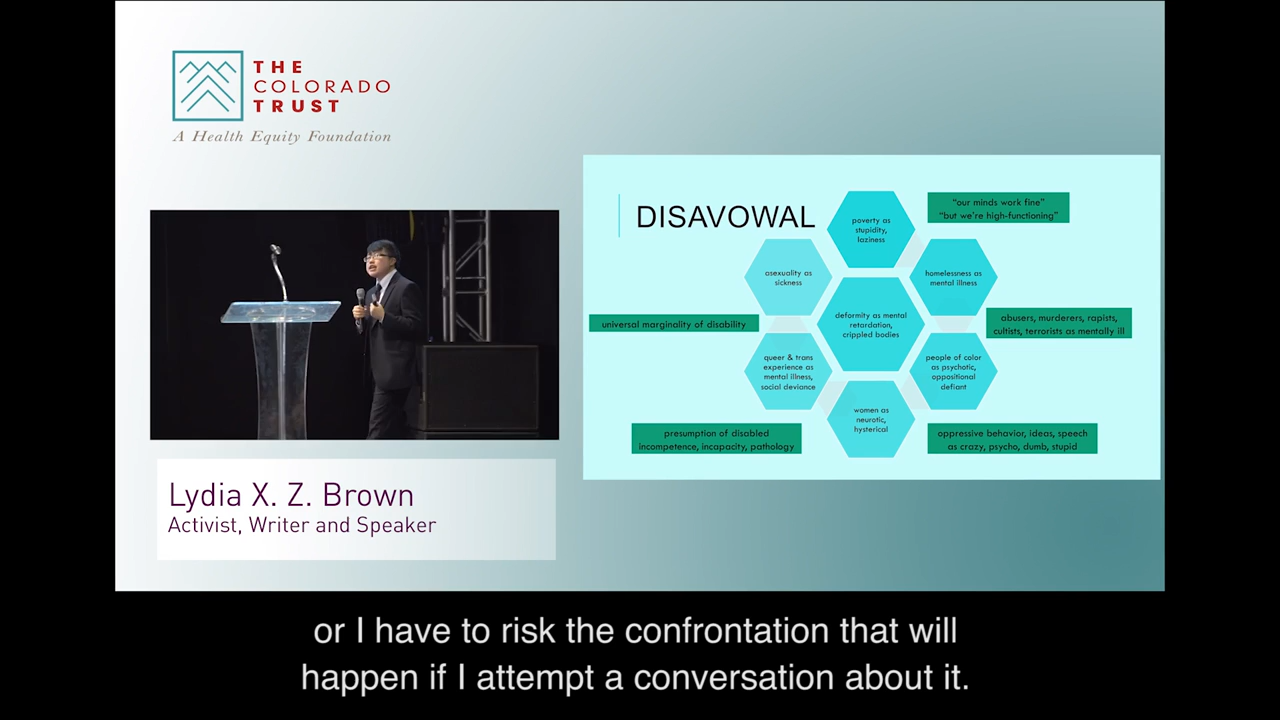 THE
COLORADO
TRUST
A Health Equity Foundation
DISAVOWAL
poverty as
stupidity,
laziness
"our minds work fine"
"but we're high-functioning"
asexuality as
sickness
homelessness as
mental illness
deformity as mental
retardation,
crippled bodies
universal marginality of disability
abusers, murderers, rapists,
cultists, terrorists as mentally ill
queer & trans
experience as
mental illness,
social deviance
people of color
as psychotic,
oppositional
defiant
women as
neurotic,
hysterical
presumption of disabled
incompetence, incapacity, pathology
oppressive behavior, ideas, speech
as crazy, psycho, dumb, stupid
Lydia X. Z. Brown
Activist, Writer and Speaker
or I have to risk the confrontation that will
happen if I attempt a conversation about it.